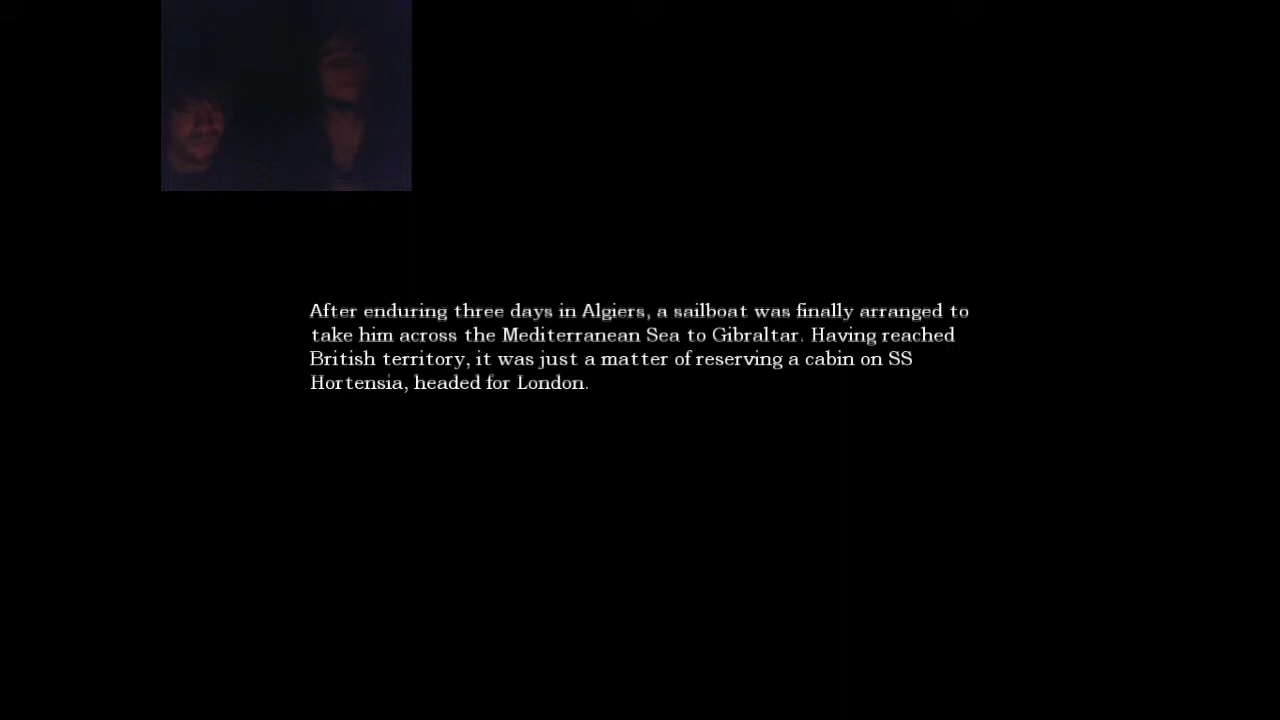 After enduring three days in Algiers, a sailboat was finally arranged to
take him across the Mediterranean Sea to Gibraltar. Having reached
British territory, it was just a matter of reserving a cabin on SS
Hortensia, headed for London.